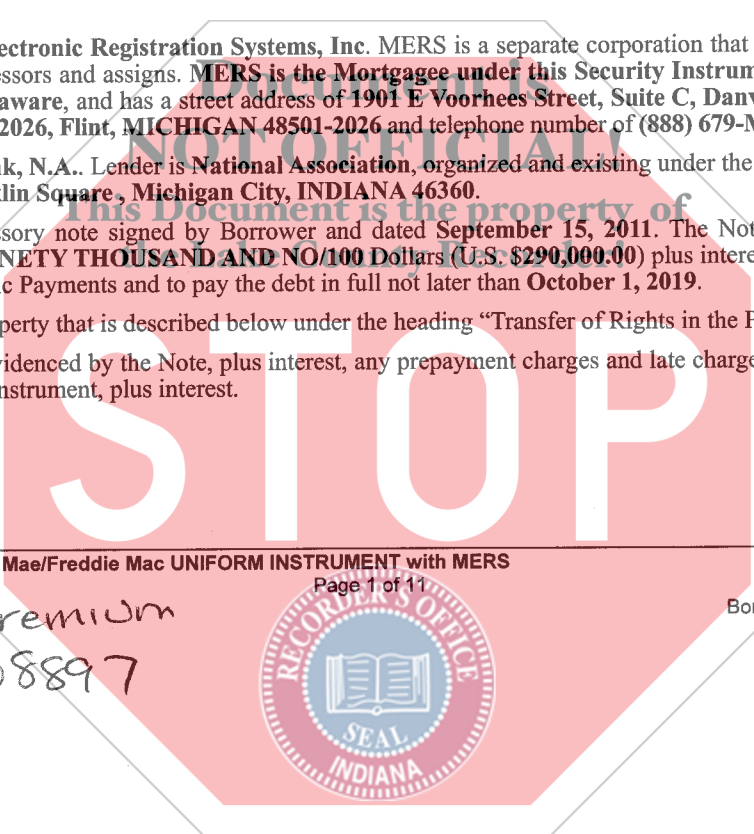 ectronic Registration Systems, Inc. MERS is a separate corporation that
essors and assigns. MERS is the Mortgagee under this Security Instrum
aware, and has a street address of 1901 E Voorhees Street, Suite C, Danv
2026, Flint, MICHIGAN 48501-2026 and telephone number of (888) 679-M
nk, N.A.. Lender is National Association, organized and existing under the
klin Square , Michigan City, INDIANA 46360.
ssory note signed by Borrower and dated September 15, 2011. The Not
NETY THOUSAND AND NO/100 Dollars (U.S. $290,000.00) plus intere
c Payments and to pay the debt in full not later than October 1, 2019.
perty that is described below under the heading “Transfer of Rights in the P
videnced by the Note, plus interest, any prepayment charges and late charge
nstrument, plus interest.
Document is
NOT OFFICIAL!
This Document is the property of
the Lake County Recorder!
STOP
Mae/Freddie Mac UNIFORM INSTRUMENT with MERS
Page 1 of 11
Bor
remium
8897
RECORDER'S OFFICE
SEAL
INDIANA